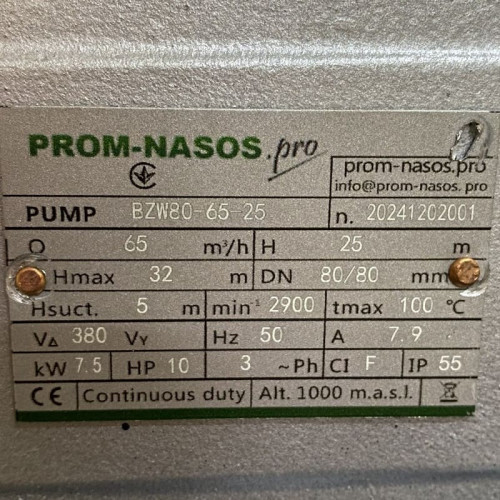 PROM-NASOS.pro
prom-nasos.pro
info@prom-nasos.pro
PUMP BZW80-65-25 n. 20241202001
Q 65 m³/h H 25 m
Hmax 32 m DN 80/80 mm
Hsuct. 5 m min⁻¹ 2900 tmax 100 °C
V△ 380 VY Hz 50 A 7.9
kW 7.5 HP 10 3 ~Ph CI F IP 55
CE Continuous duty Alt. 1000 m.a.s.l.